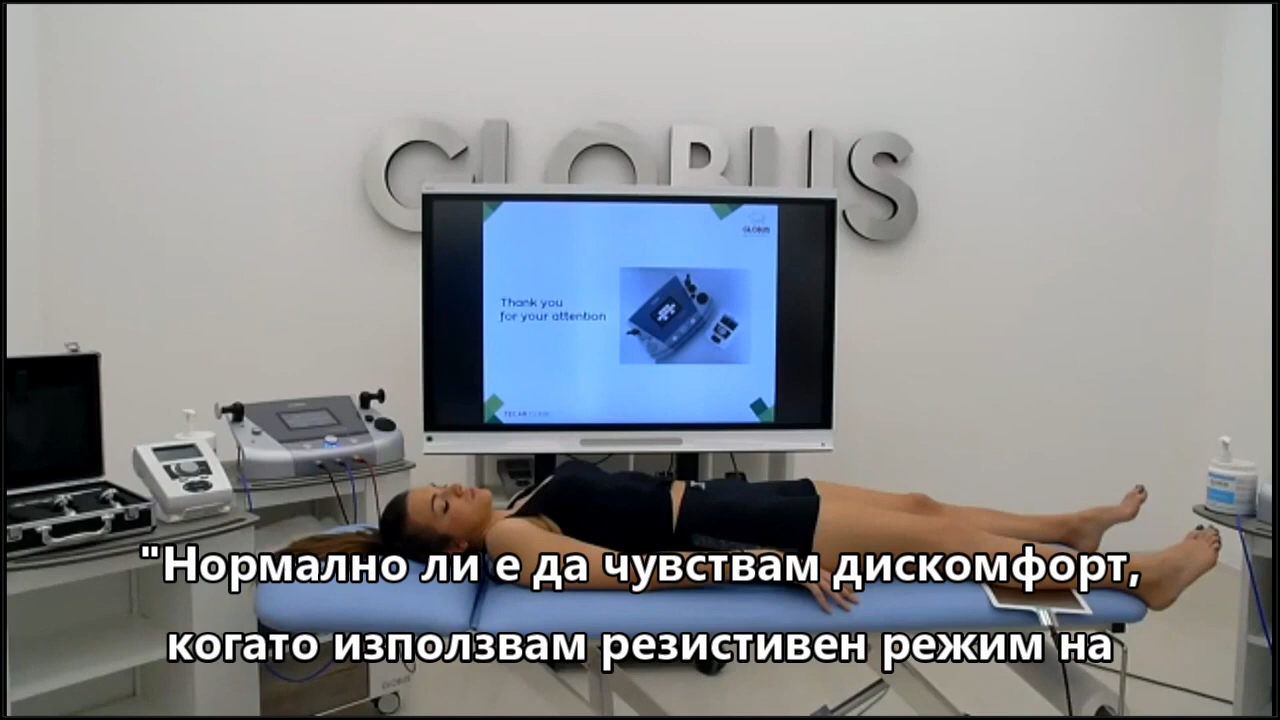 GLOBUS
GLOBUS
Thank you
for your attention
TECAR CLINIC
"Нормално ли е да чувствам дискомфорт,
когато използвам резистивен режим на
GLOBUS